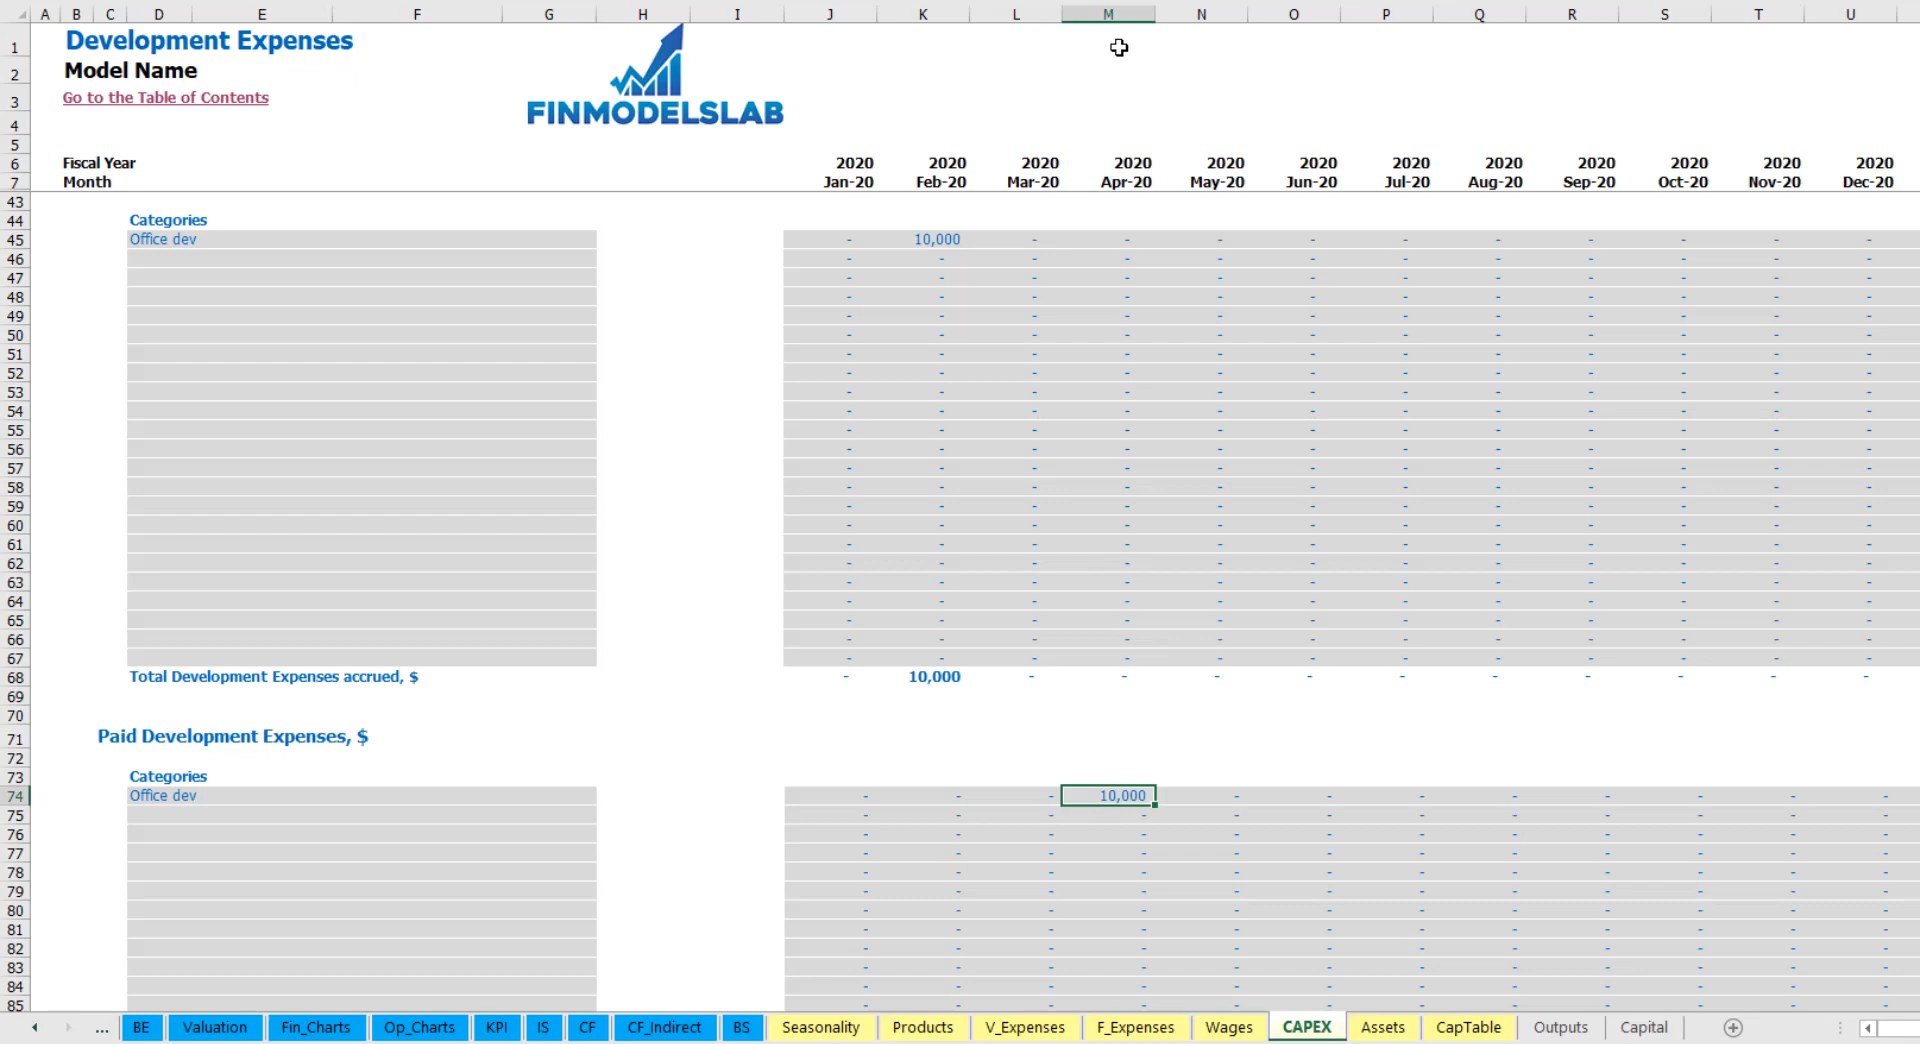 A B C D E F G H I J K L M N O P Q R S T U
1 Development Expenses
2 Model Name
3 Go to the Table of Contents
FINMODELSLAB
4
5
6 Fiscal Year 2020 2020 2020 2020 2020 2020 2020 2020 2020 2020 2020 2020
7 Month Jan-20 Feb-20 Mar-20 Apr-20 May-20 Jun-20 Jul-20 Aug-20 Sep-20 Oct-20 Nov-20 Dec-20
43
44 Categories
45 Office dev - 10,000 - - - - - - - - - -
46 - - - - - - - - - - - -
47 - - - - - - - - - - - -
48 - - - - - - - - - - - -
49 - - - - - - - - - - - -
50 - - - - - - - - - - - -
51 - - - - - - - - - - - -
52 - - - - - - - - - - - -
53 - - - - - - - - - - - -
54 - - - - - - - - - - - -
55 - - - - - - - - - - - -
56 - - - - - - - - - - - -
57 - - - - - - - - - - - -
58 - - - - - - - - - - - -
59 - - - - - - - - - - - -
60 - - - - - - - - - - - -
61 - - - - - - - - - - - -
62 - - - - - - - - - - - -
63 - - - - - - - - - - - -
64 - - - - - - - - - - - -
65 - - - - - - - - - - - -
66 - - - - - - - - - - - -
67 - - - - - - - - - - - -
68 Total Development Expenses accrued, $ - 10,000 - - - - - - - - - -
69
70
71 Paid Development Expenses, $
72
73 Categories
74 Office dev - - - 10,000 - - - - - - - -
75 - - - - - - - - - - - -
76 - - - - - - - - - - - -
77 - - - - - - - - - - - -
78 - - - - - - - - - - - -
79 - - - - - - - - - - - -
80 - - - - - - - - - - - -
81 - - - - - - - - - - - -
82 - - - - - - - - - - - -
83 - - - - - - - - - - - -
84 - - - - - - - - - - - -
85 - - - - - - - - - - - -
... BE Valuation Fin_Charts Op_Charts KPI IS CF CF_Indirect BS Seasonality Products V_Expenses F_Expenses Wages CAPEX Assets CapTable Outputs Capital